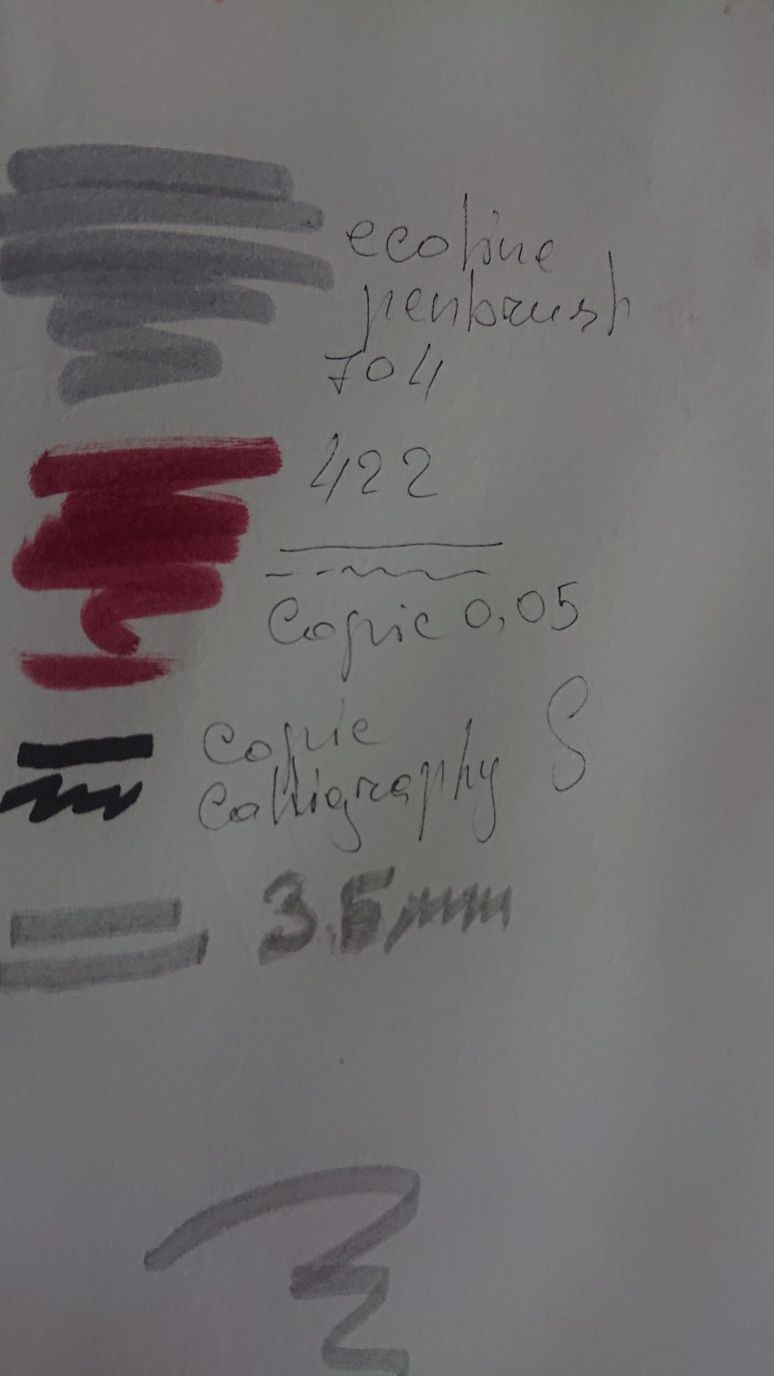 ecoline
penbrush
704
422
Copic 0,05
Copic
Calligraphy S
3.5mm